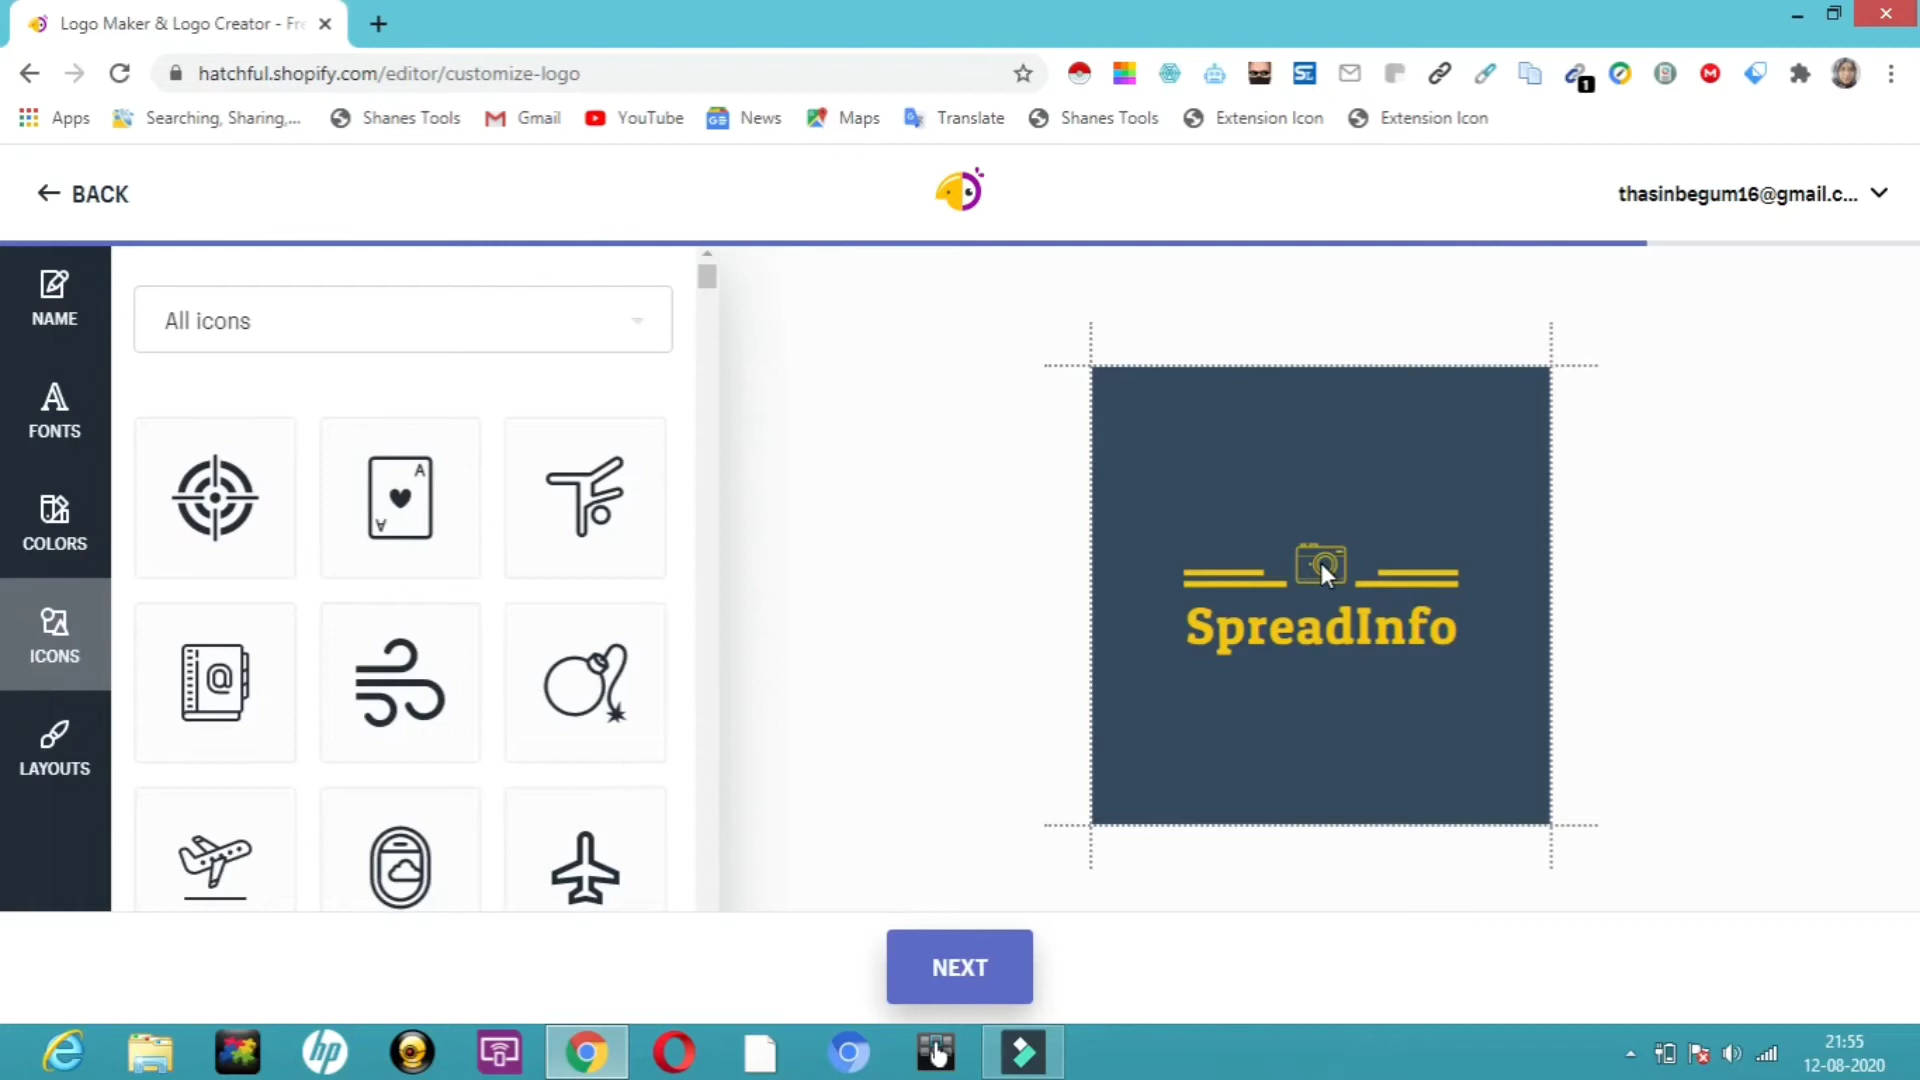 Logo Maker & Logo Creator - Fre
hatchful.shopify.com/editor/customize-logo
1
Apps
Searching, Sharing,...
Shanes Tools
Gmail
YouTube
News
Maps
Translate
Shanes Tools
Extension Icon
Extension Icon
BACK
thasinbegum16@gmail.c...
NAME
FONTS
COLORS
ICONS
LAYOUTS
All icons
A
A
@
SpreadInfo
NEXT
hp
21:55
12-08-2020